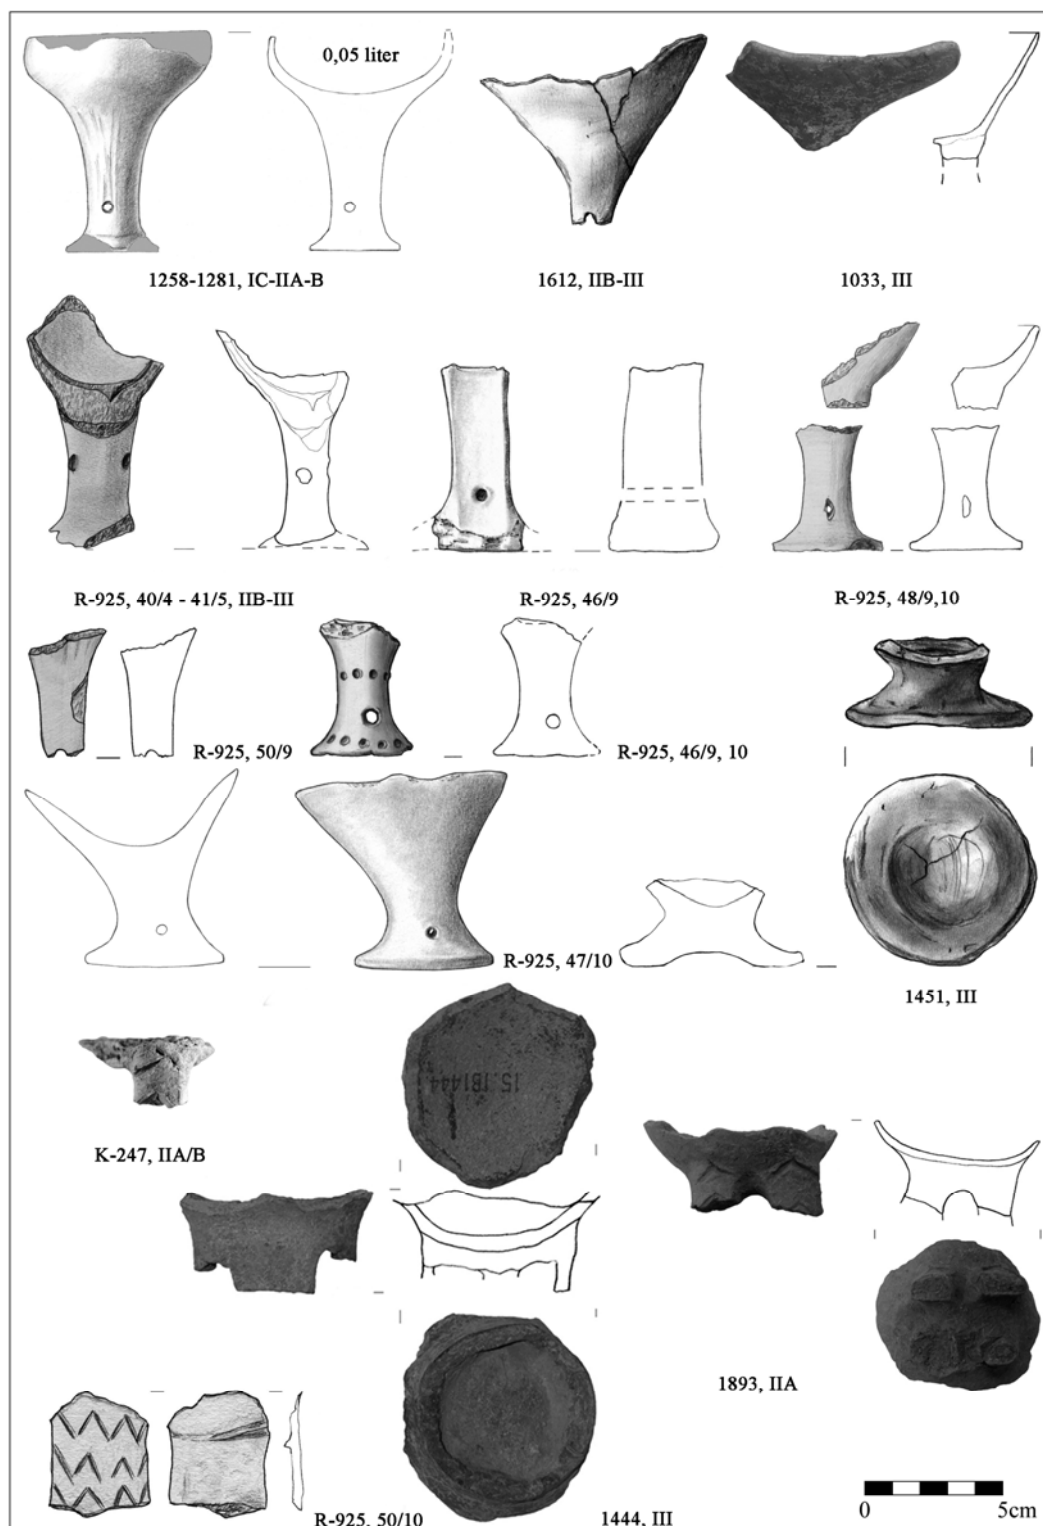 0,05 liter
1258-1281, IC-IIA-B
1612, IIB-III
1033, III
R-925, 40/4 - 41/5, IIB-III
R-925, 46/9
R-925, 48/9,10
R-925, 50/9
R-925, 46/9, 10
R-925, 47/10
1451, III
15.181444
K-247, IIA/B
1893, IIA
R-925, 50/10
1444, III
0 5cm